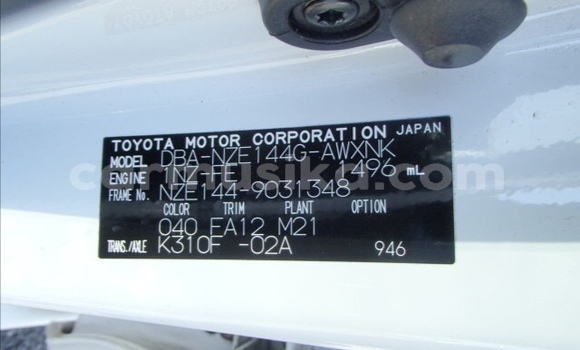 TOYOTA MOTOR CORPORATION JAPAN
MODEL DBA-NZE144G-AWXNK
ENGINE 1NZ-FE 1496 mL
FRAME No. NZE144-9031348
COLOR TRIM PLANT OPTION
040 FA12 M21
TRANS./AXLE K310F -02A 946